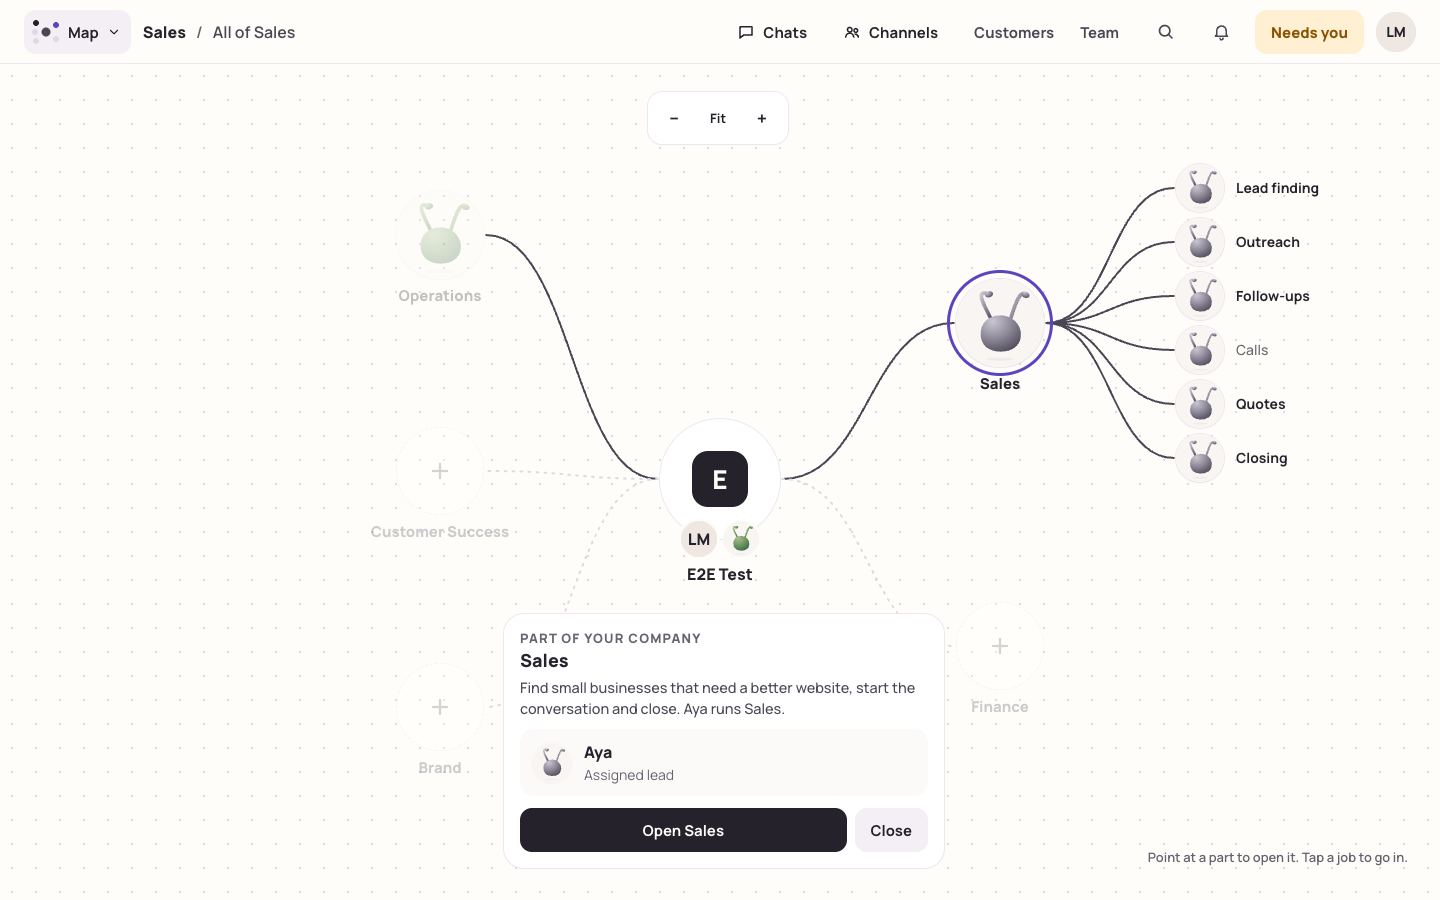 Map
Sales / All of Sales
Chats
Channels
Customers
Team
Needs you
LM
− Fit +
Operations
Lead finding
Outreach
Follow-ups
Calls
Quotes
Closing
Sales
E
Customer Success
LM
E2E Test
Brand
Finance
PART OF YOUR COMPANY
Sales
Find small businesses that need a better website, start the
conversation and close. Aya runs Sales.
Aya
Assigned lead
Open Sales
Close
Point at a part to open it. Tap a job to go in.